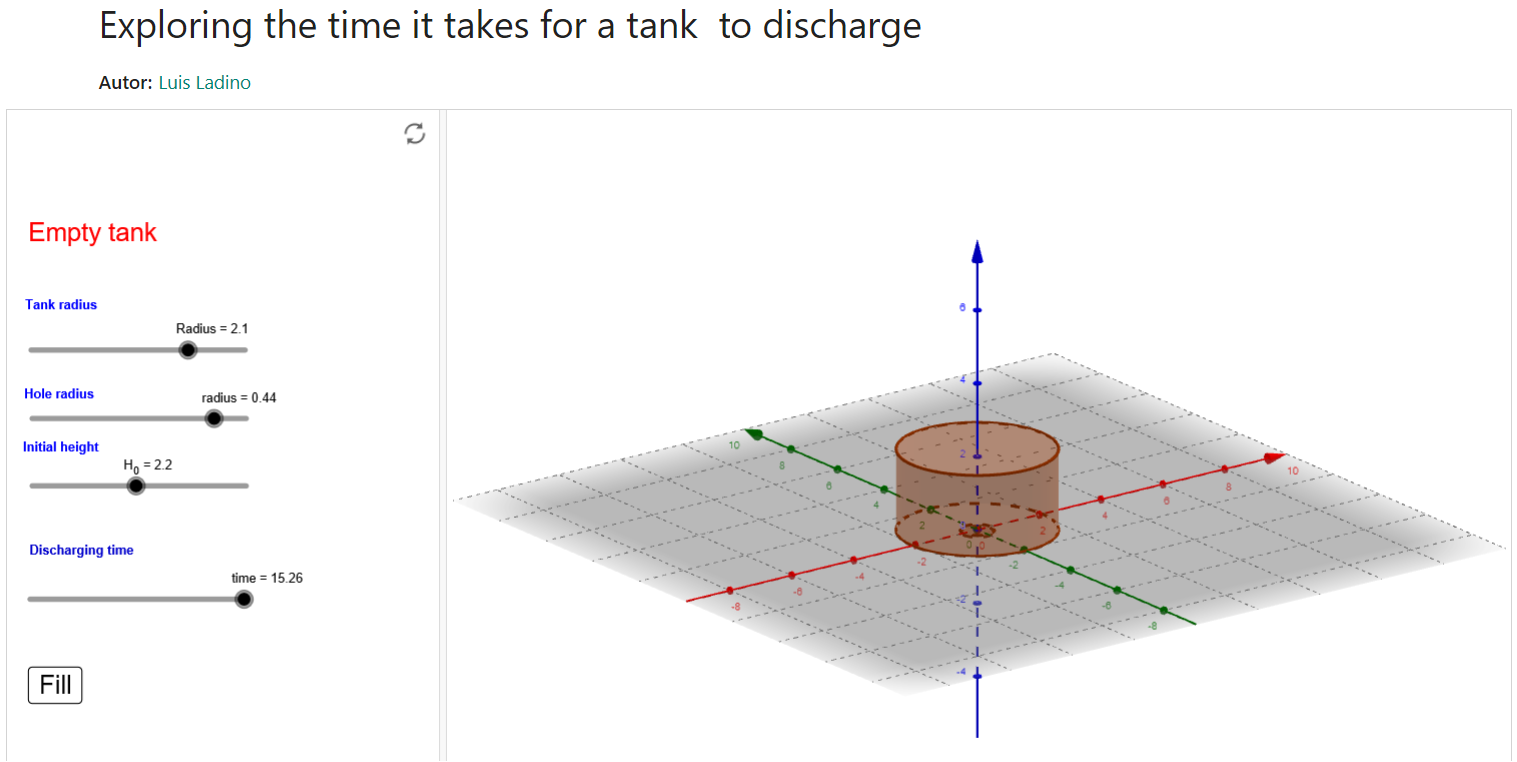 Exploring the time it takes for a tank to discharge
Autor: Luis Ladino
Empty tank
Tank radius
Radius = 2.1
Hole radius
radius = 0.44
Initial height
H₀ = 2.2
Discharging time
time = 15.26
Fill
6
4
2
-2
-4
10
8
6
4
2
0
-2
-4
-6
-8
10
8
6
4
2
0
-2
-4
-6
-8